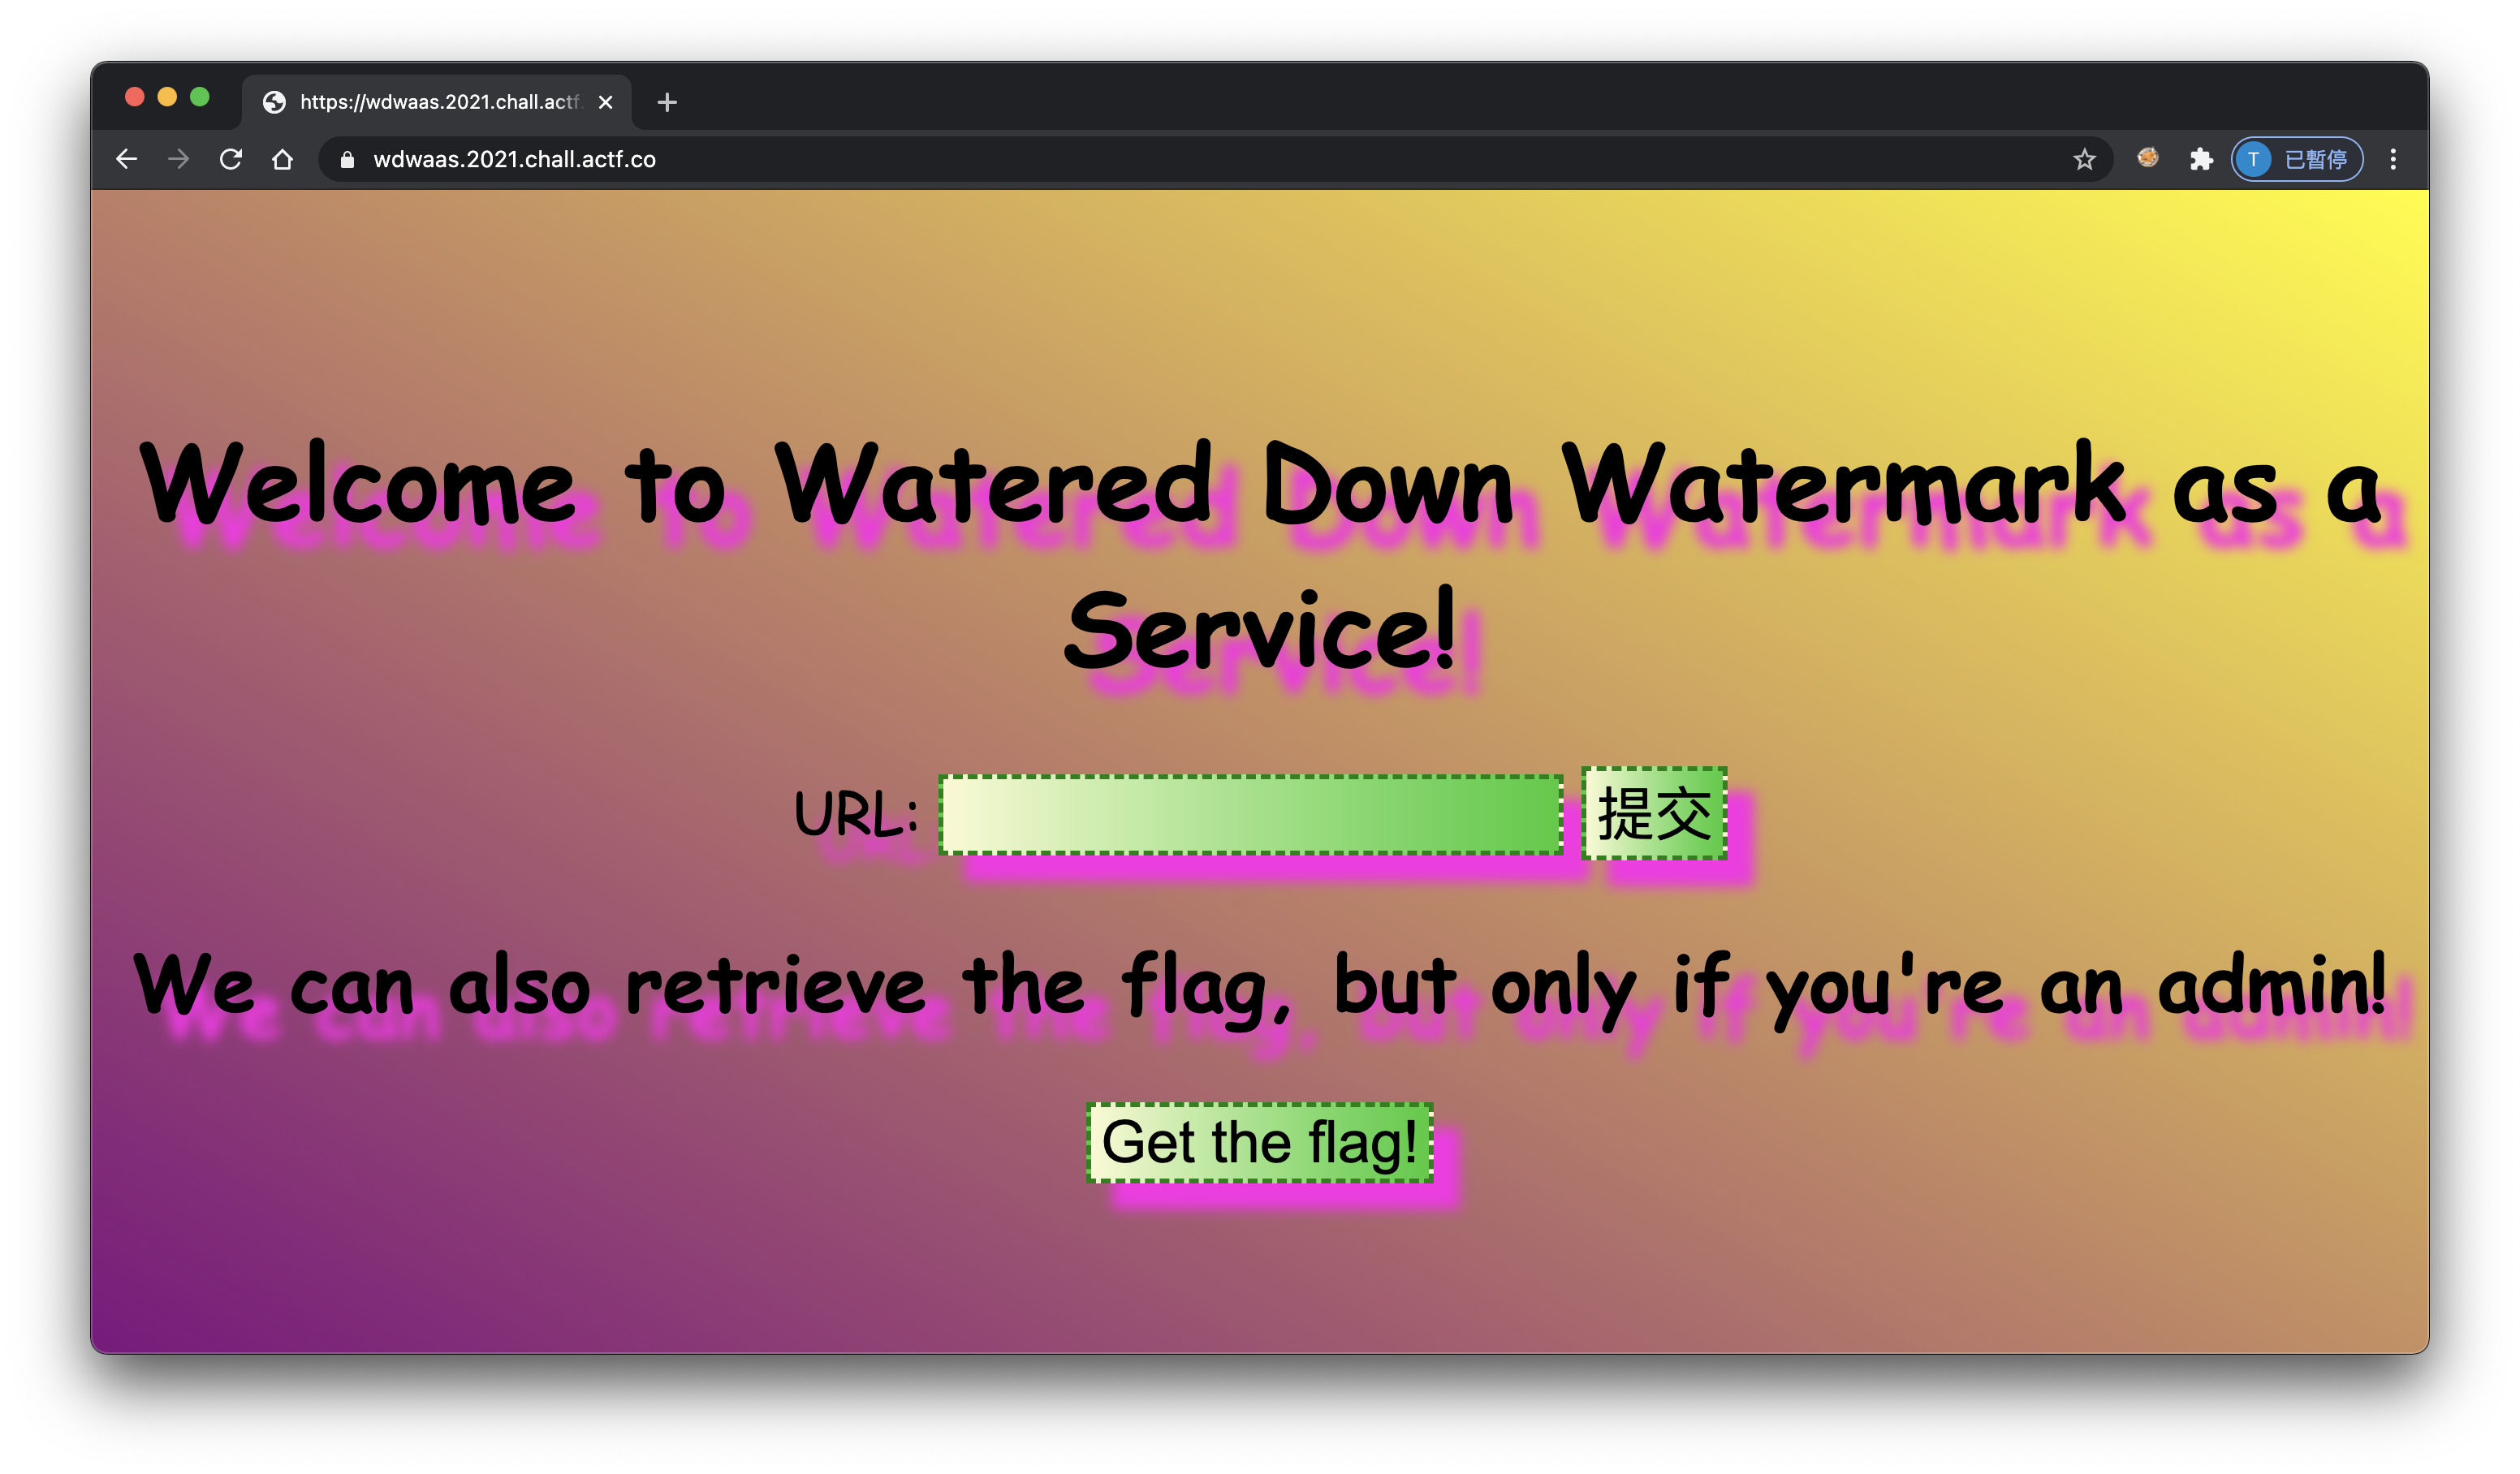 https://wdwaas.2021.chall.actf.
wdwaas.2021.chall.actf.co
T 已暫停
Welcome to Watered Down Watermark as a
Service!
URL: 提交
We can also retrieve the flag, but only if you're an admin!
Get the flag!